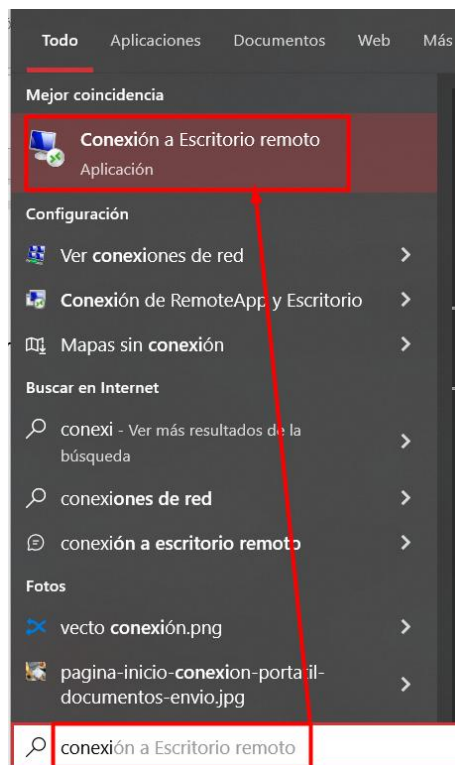 Todo Aplicaciones Documentos Web Más
Mejor coincidencia
Conexión a Escritorio remoto
Aplicación
Configuración
Ver conexiones de red
Conexión de RemoteApp y Escritorio
Mapas sin conexión
Buscar en Internet
conexi - Ver más resultados de la
búsqueda
conexiones de red
conexión a escritorio remoto
Fotos
vecto conexión.png
pagina-inicio-conexion-portatil-
documentos-envio.jpg
conexión a Escritorio remoto